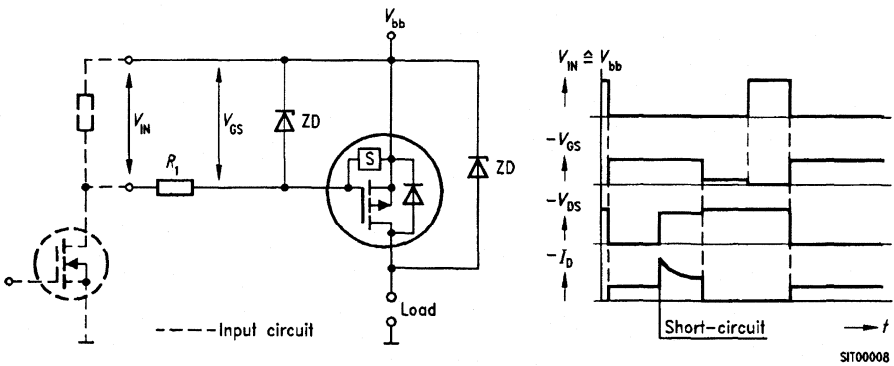 V_bb
V_IN
V_GS
ZD
R_1
S
ZD
Load
-----Input circuit
V_IN ≙ V_bb
-V_GS
-V_DS
-I_D
Short-circuit
t
SIT00008